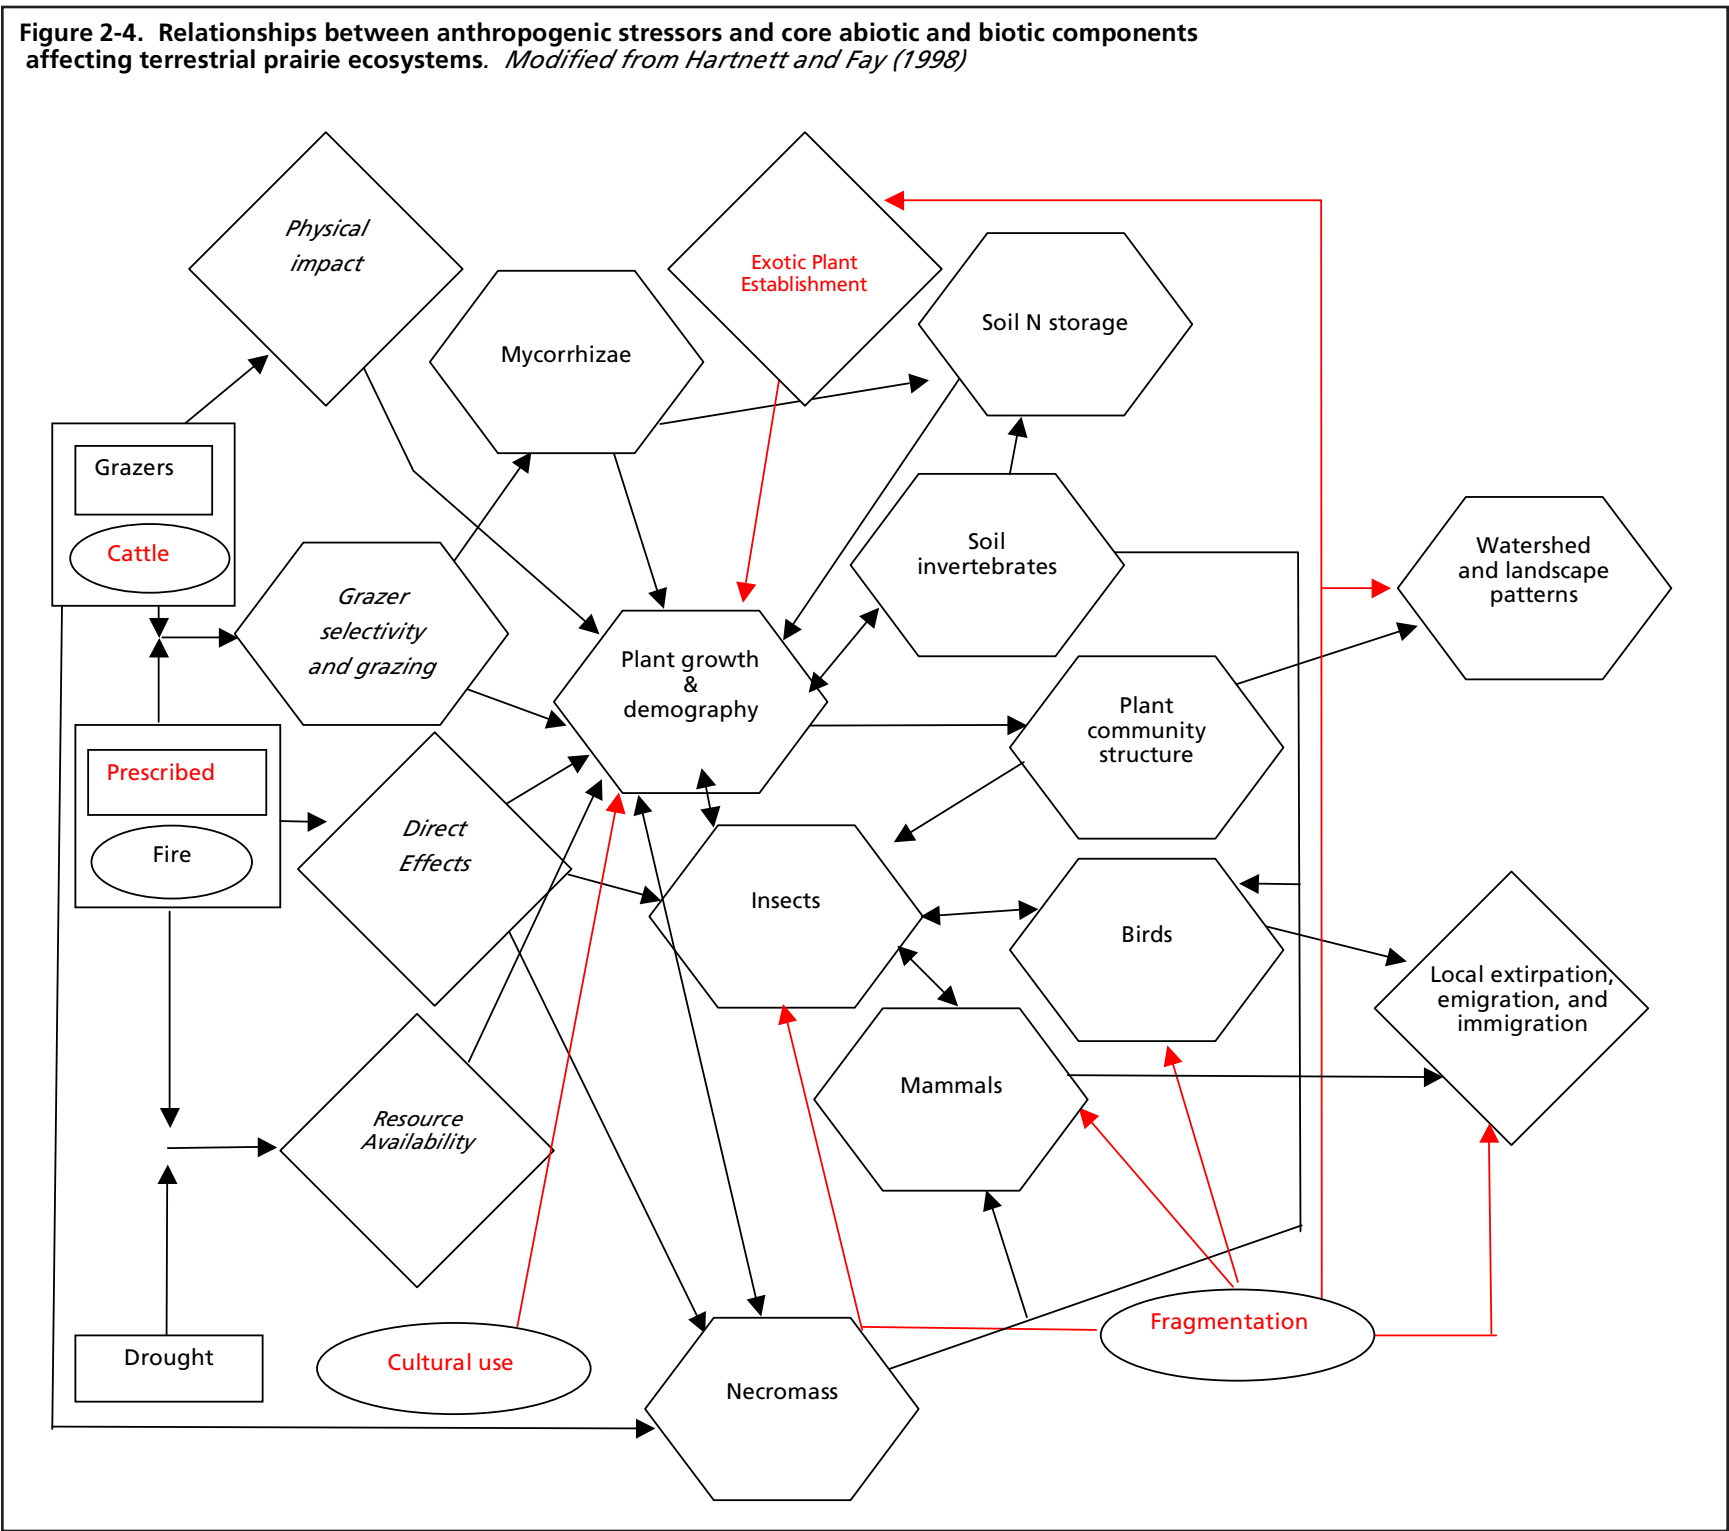 Figure 2-4. Relationships between anthropogenic stressors and core abiotic and biotic components
affecting terrestrial prairie ecosystems. Modified from Hartnett and Fay (1998)
Physical
impact
Exotic Plant
Establishment
Soil N storage
Mycorrhizae
Grazers
Cattle
Soil
invertebrates
Watershed
and landscape
patterns
Grazer
selectivity
and grazing
Plant growth
&
demography
Plant
community
structure
Prescribed
Fire
Direct
Effects
Insects
Birds
Local extirpation,
emigration, and
immigration
Mammals
Resource
Availability
Drought
Cultural use
Fragmentation
Necromass